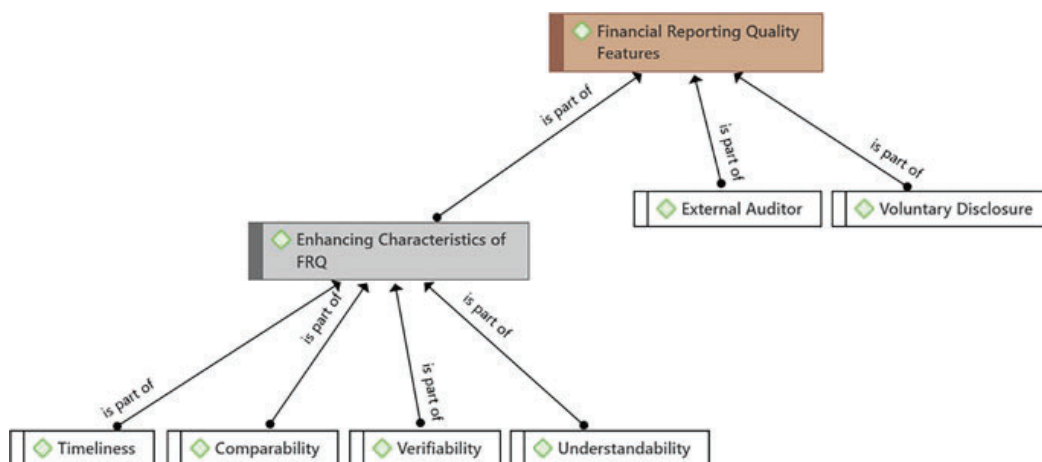 Financial Reporting Quality
Features
is part of
is part of
is part of
External Auditor
Voluntary Disclosure
Enhancing Characteristics of
FRQ
is part of
is part of
is part of
is part of
Timeliness
Comparability
Verifiability
Understandability